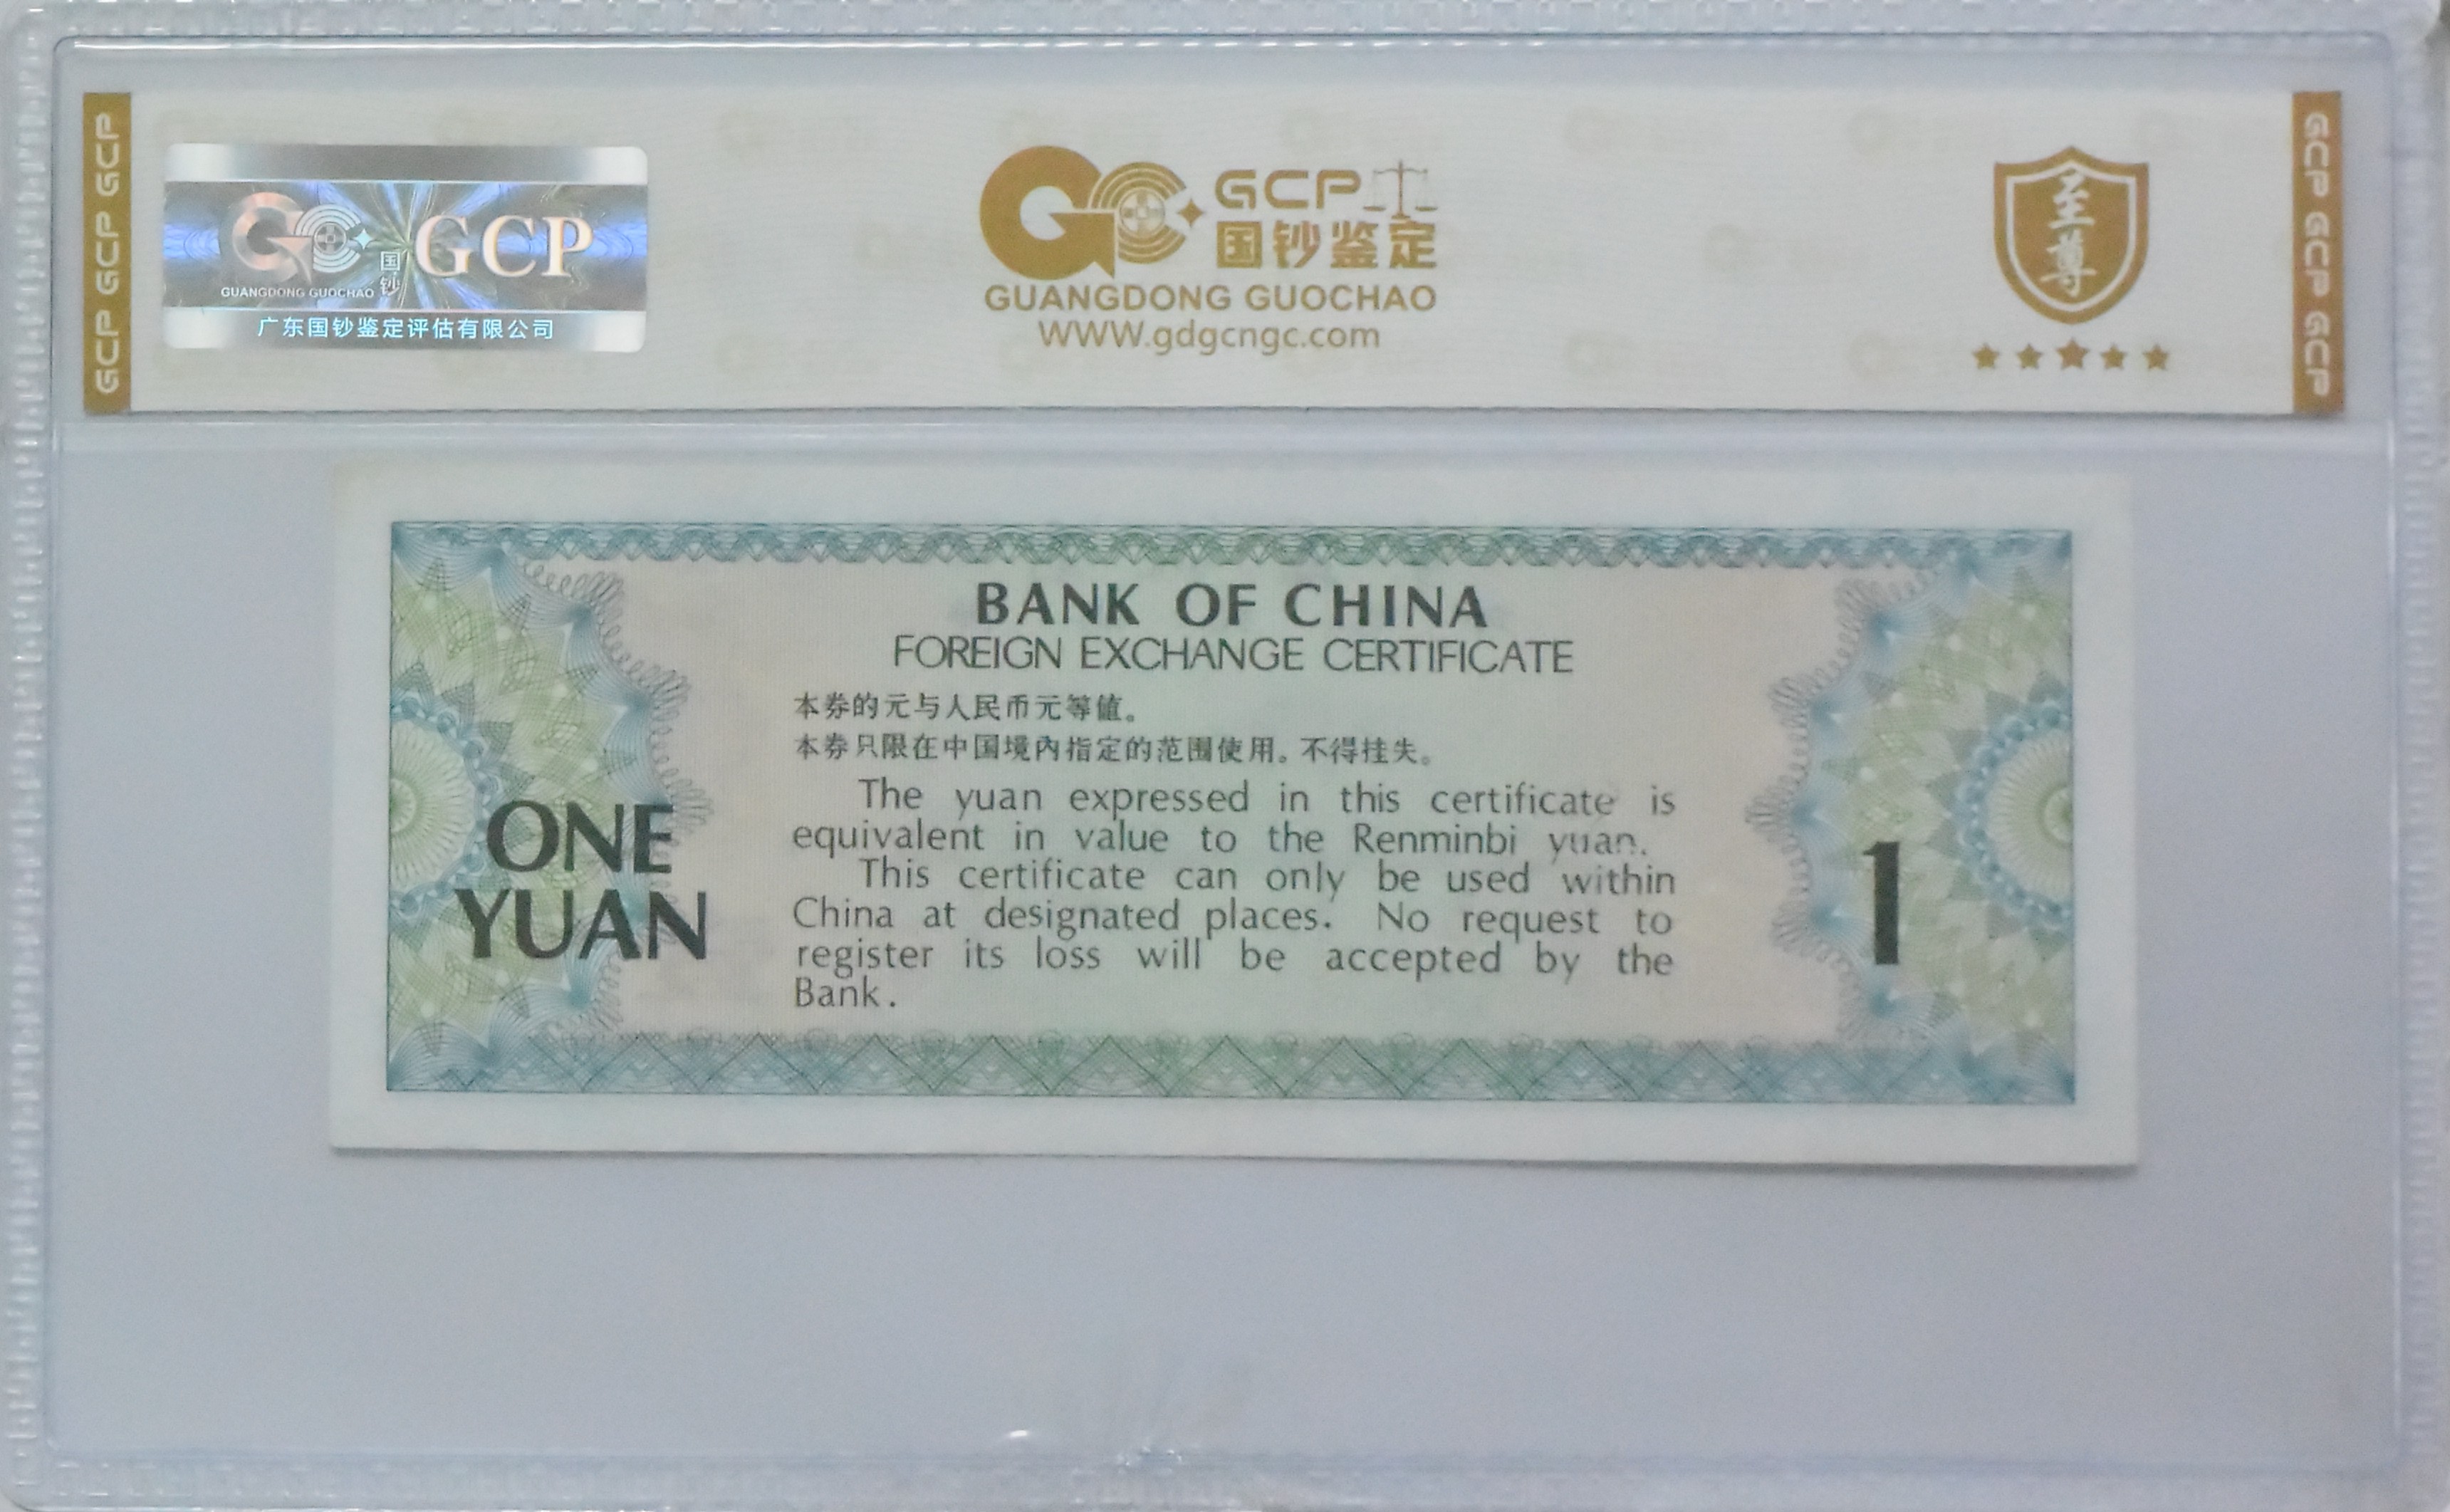 GCP GCP GCP
GCP
国钞
GUANGDONG GUOCHAO
广东国钞鉴定评估有限公司
GCP
国钞鉴定
GUANGDONG GUOCHAO
WWW.gdgcngc.com
至尊
GCP GCP GCP
BANK OF CHINA
FOREIGN EXCHANGE CERTIFICATE
本券的元与人民币元等值。
本券只限在中国境内指定的范围使用。不得挂失。
The yuan expressed in this certificate is
equivalent in value to the Renminbi yuan.
This certificate can only be used within
China at designated places. No request to
register its loss will be accepted by the
Bank.
ONE
YUAN
1